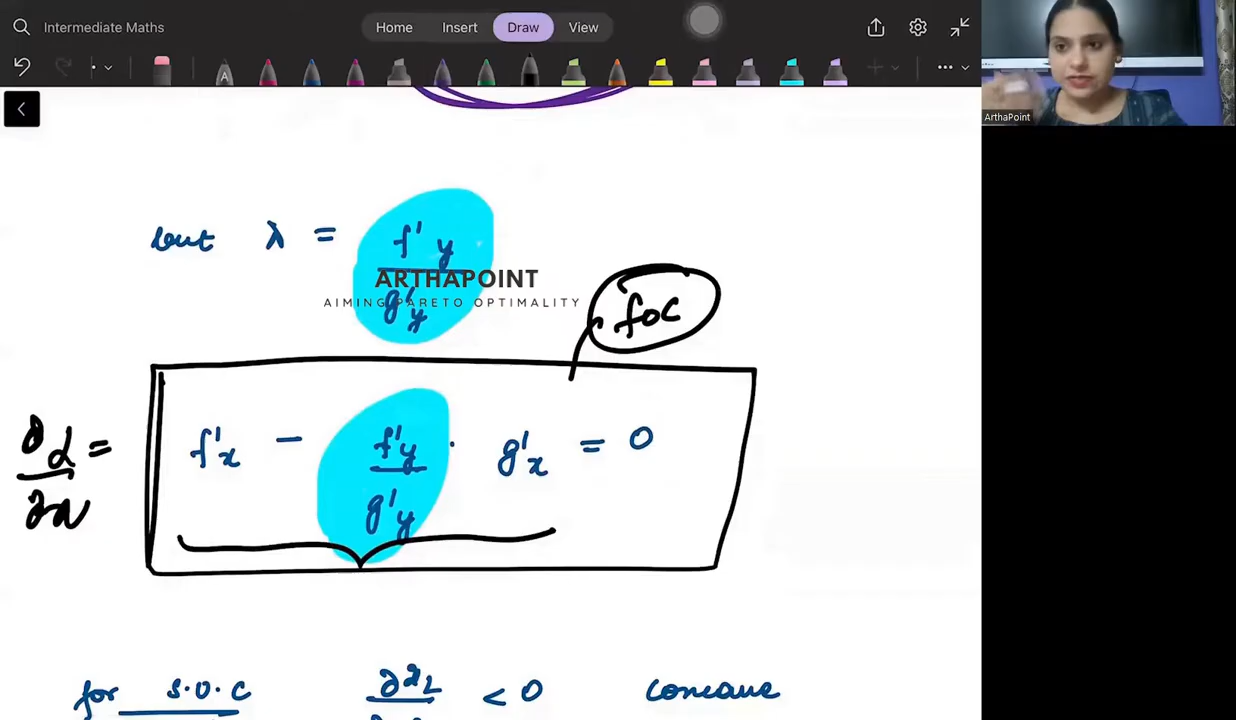 Intermediate Maths
Home Insert Draw View
A
ArthaPoint
but λ = f'y / g'y
ARTHAPOINT
AIMING PARETO OPTIMALITY
foc
∂L/∂x = f'x - f'y/g'y · g'x = 0
for s.o.c ∂²L < 0 concave